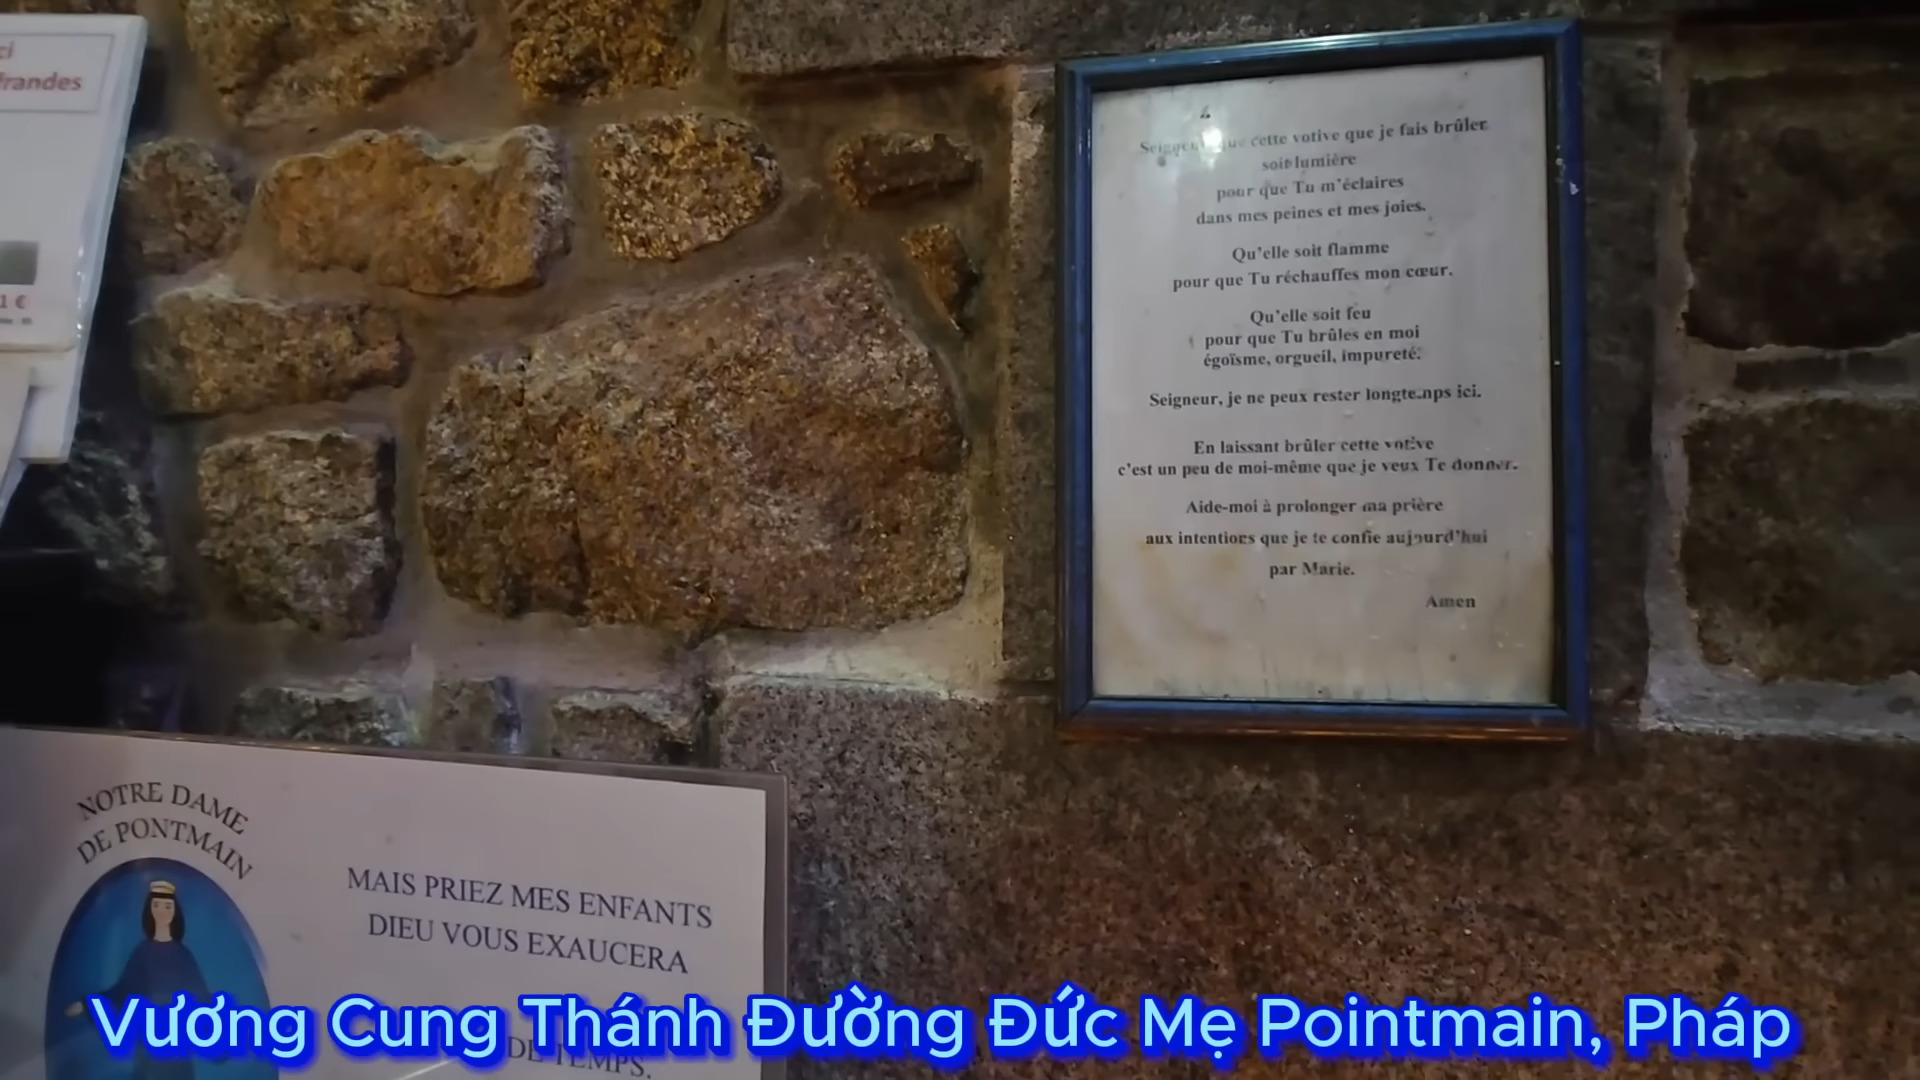 ci
frandes
1 €
Seigneur, que cette votive que je fais brûler
soit lumière
pour que Tu m'éclaires
dans mes peines et mes joies.
Qu'elle soit flamme
pour que Tu réchauffes mon cœur.
Qu'elle soit feu
pour que Tu brûles en moi
égoïsme, orgueil, impureté.
Seigneur, je ne peux rester longtemps ici.
En laissant brûler cette votive
c'est un peu de moi-même que je veux Te donner.
Aide-moi à prolonger ma prière
aux intentions que je te confie aujourd'hui
par Marie.
Amen
NOTRE DAME
DE PONTMAIN
MAIS PRIEZ MES ENFANTS
DIEU VOUS EXAUCERA
DE TEMPS.
Vương Cung Thánh Đường Đức Mẹ Pointmain, Pháp